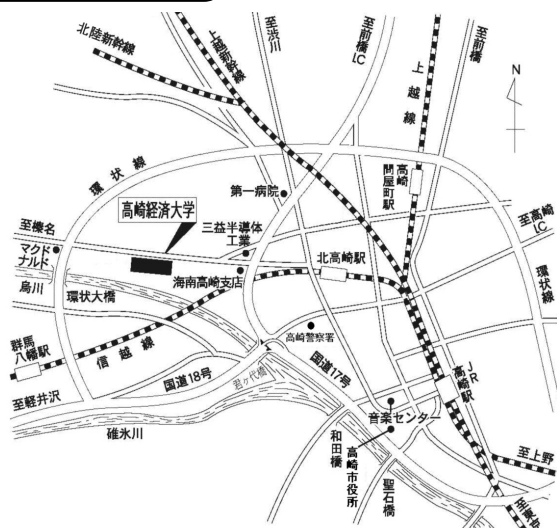 北陸新幹線
上越新幹線
至渋川
至前橋I.C
上越線
至前橋
N
環状線
第一病院
高崎問屋町駅
高崎経済大学
至榛名
マクドナルド
三益半導体工業
北高崎駅
至高崎I.C
烏川
環状大橋
海南高崎支店
環状線
群馬八幡駅
信越線
高崎警察署
国道17号
国道18号
君が代橋
JR高崎駅
至軽井沢
音楽センター
碓氷川
和田橋
高崎市役所
聖石橋
至上野